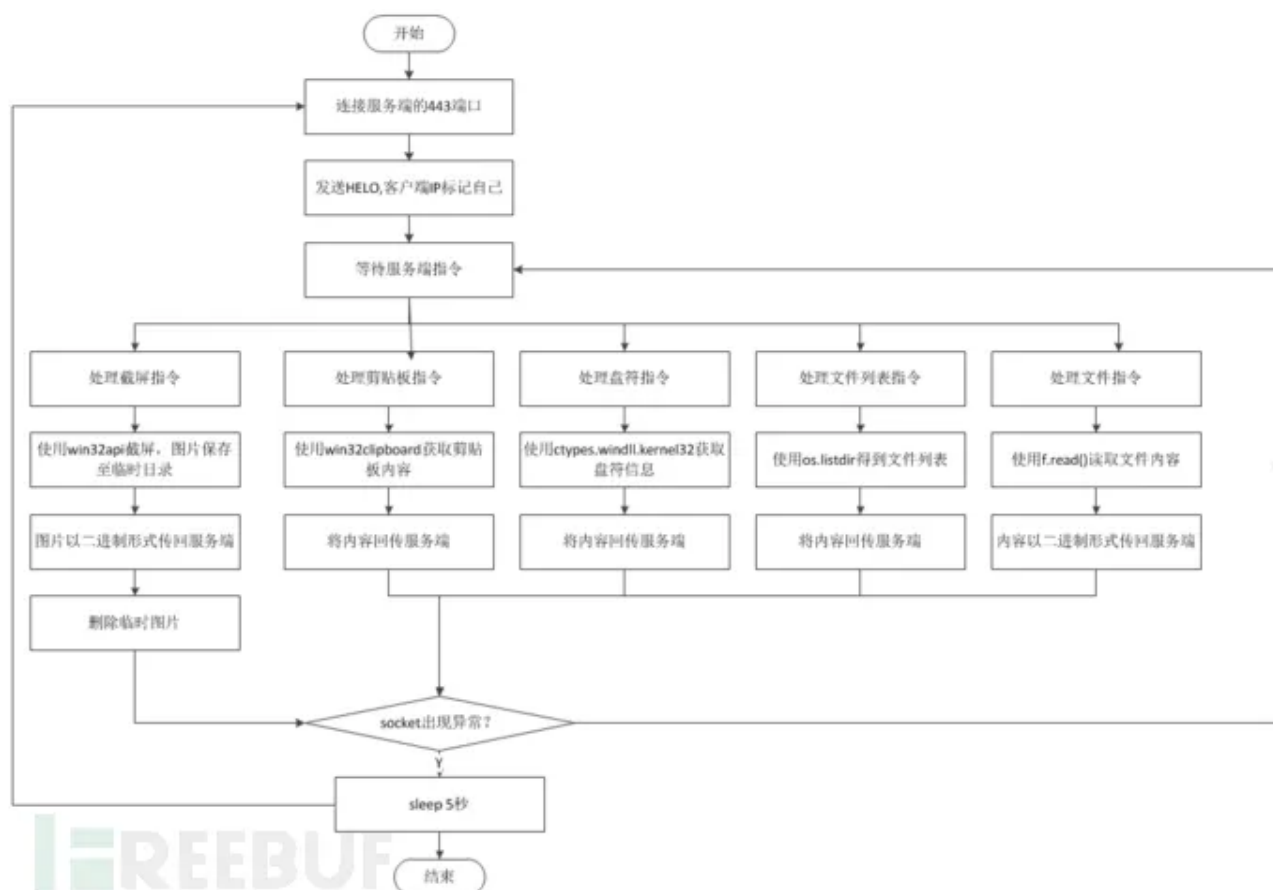 开始
连接服务端的443端口
发送HELO,客户端IP标记自己
等待服务端指令
处理截屏指令
处理剪贴板指令
处理盘符指令
处理文件列表指令
处理文件指令
使用win32api截屏，图片保存
至临时目录
使用win32clipboard获取剪贴
板内容
使用ctypes.windll.kernel32获取
盘符信息
使用os.listdir得到文件列表
使用f.read()读取文件内容
图片以二进制形式传回服务端
将内容回传服务端
将内容回传服务端
将内容回传服务端
内容以二进制形式传回服务端
删除临时图片
socket出现异常？
Y
sleep 5秒
结束
FREEBUF